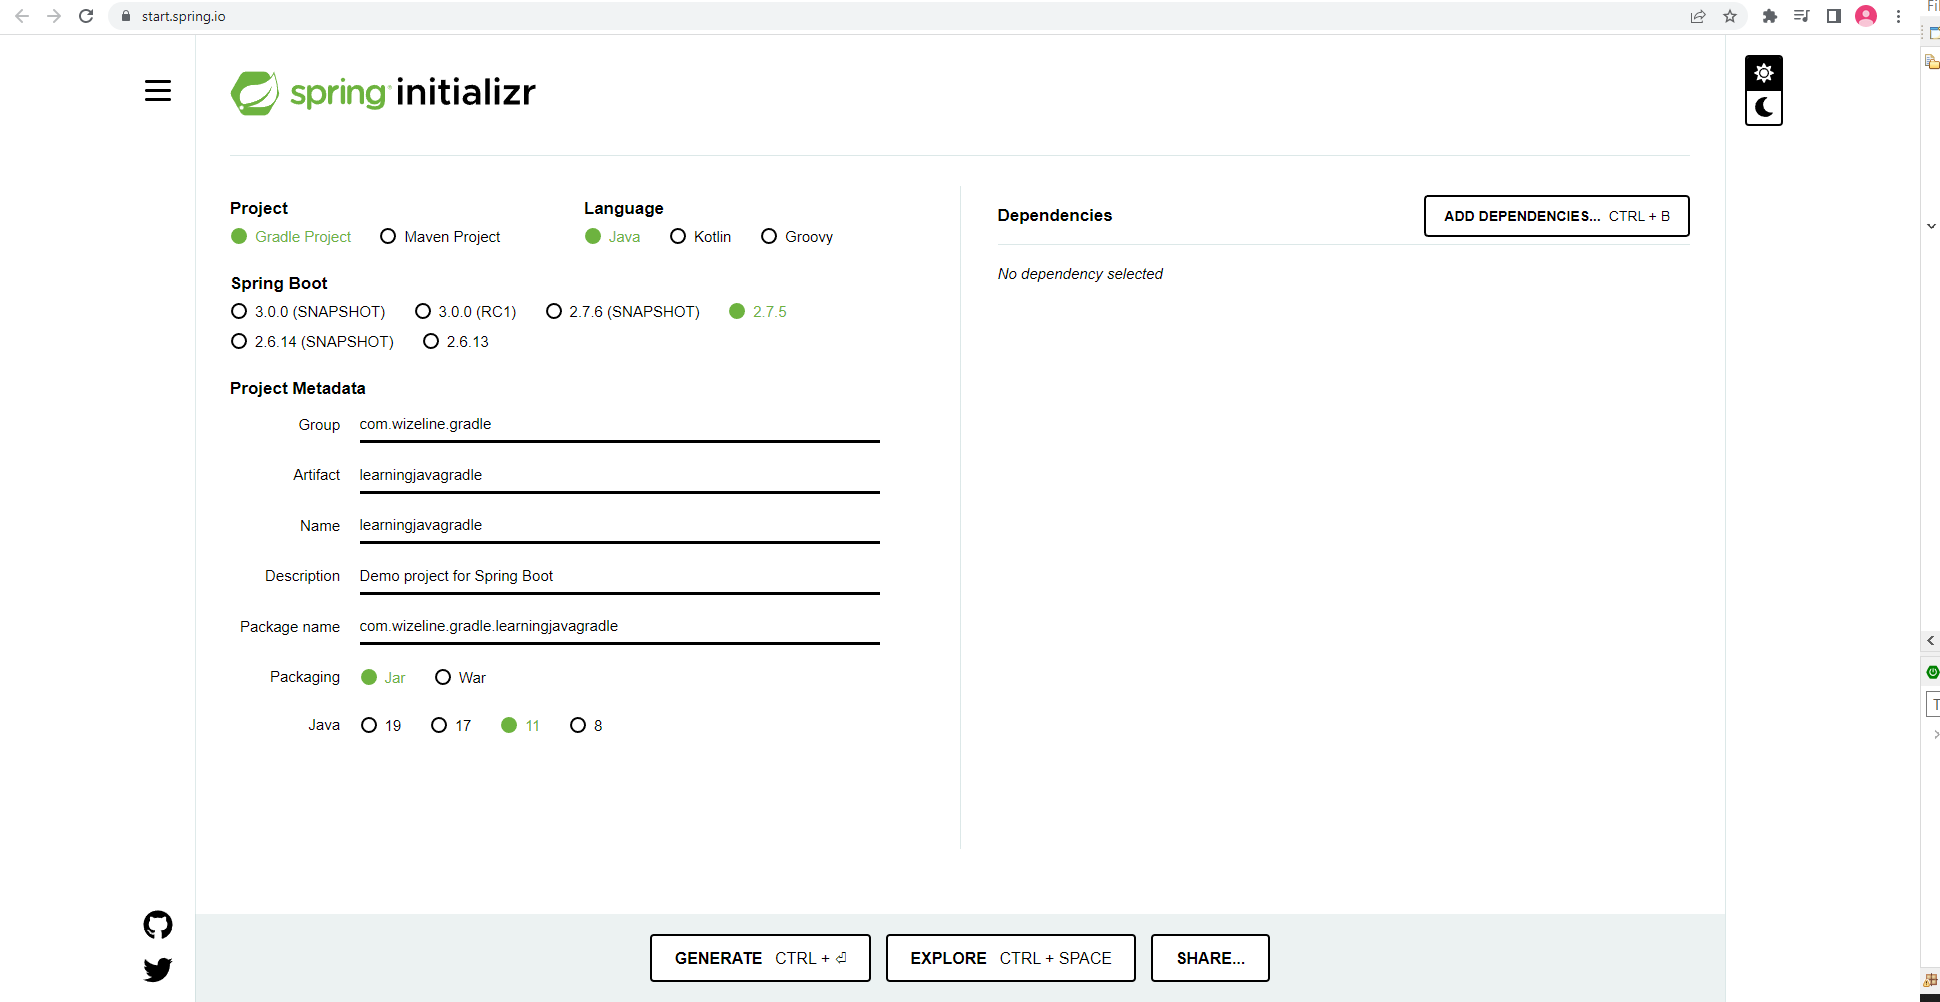 start.spring.io
spring initializr
Project
Gradle Project Maven Project
Language
Java Kotlin Groovy
Spring Boot
3.0.0 (SNAPSHOT) 3.0.0 (RC1) 2.7.6 (SNAPSHOT) 2.7.5
2.6.14 (SNAPSHOT) 2.6.13
Project Metadata
Group com.wizeline.gradle
Artifact learningjavagradle
Name learningjavagradle
Description Demo project for Spring Boot
Package name com.wizeline.gradle.learningjavagradle
Packaging Jar War
Java 19 17 11 8
Dependencies
ADD DEPENDENCIES... CTRL + B
No dependency selected
GENERATE CTRL + ⏎
EXPLORE CTRL + SPACE
SHARE...